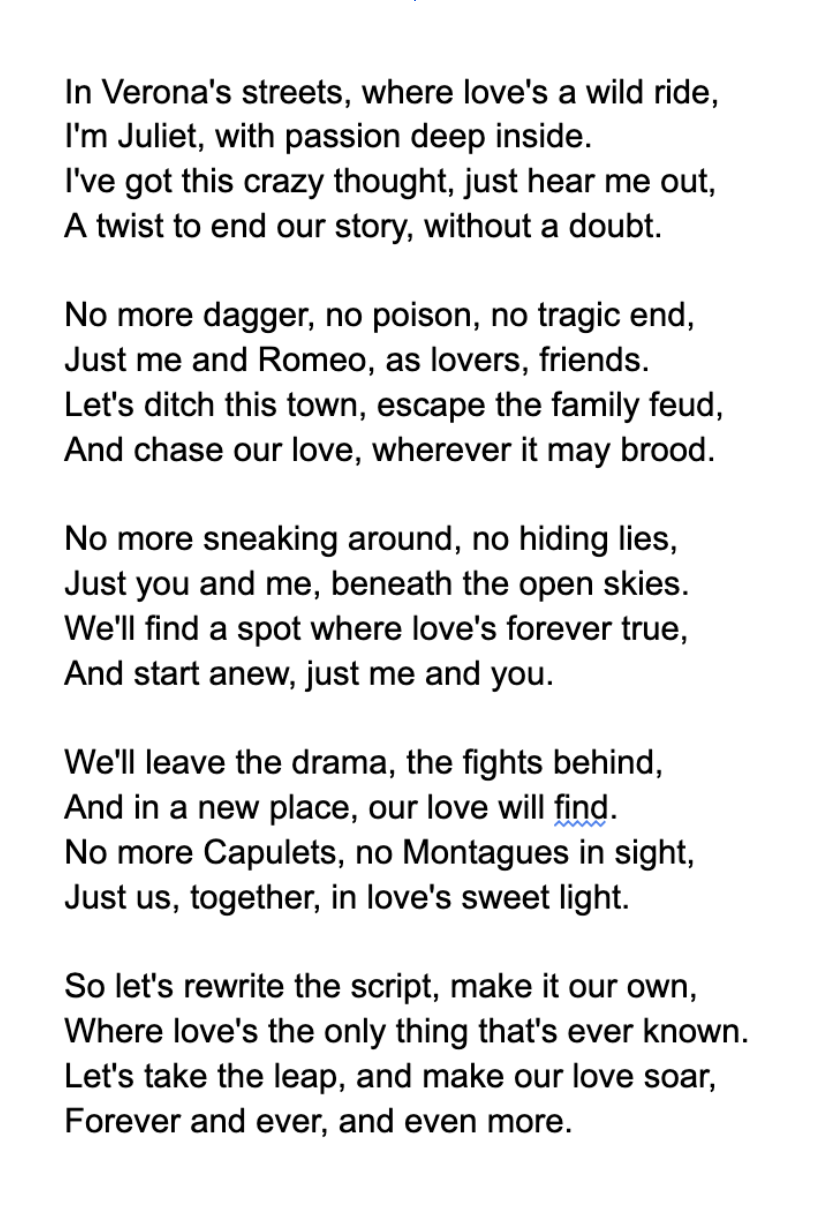 In Verona's streets, where love's a wild ride,
I'm Juliet, with passion deep inside.
I've got this crazy thought, just hear me out,
A twist to end our story, without a doubt.

No more dagger, no poison, no tragic end,
Just me and Romeo, as lovers, friends.
Let's ditch this town, escape the family feud,
And chase our love, wherever it may brood.

No more sneaking around, no hiding lies,
Just you and me, beneath the open skies.
We'll find a spot where love's forever true,
And start anew, just me and you.

We'll leave the drama, the fights behind,
And in a new place, our love will find.
No more Capulets, no Montagues in sight,
Just us, together, in love's sweet light.

So let's rewrite the script, make it our own,
Where love's the only thing that's ever known.
Let's take the leap, and make our love soar,
Forever and ever, and even more.